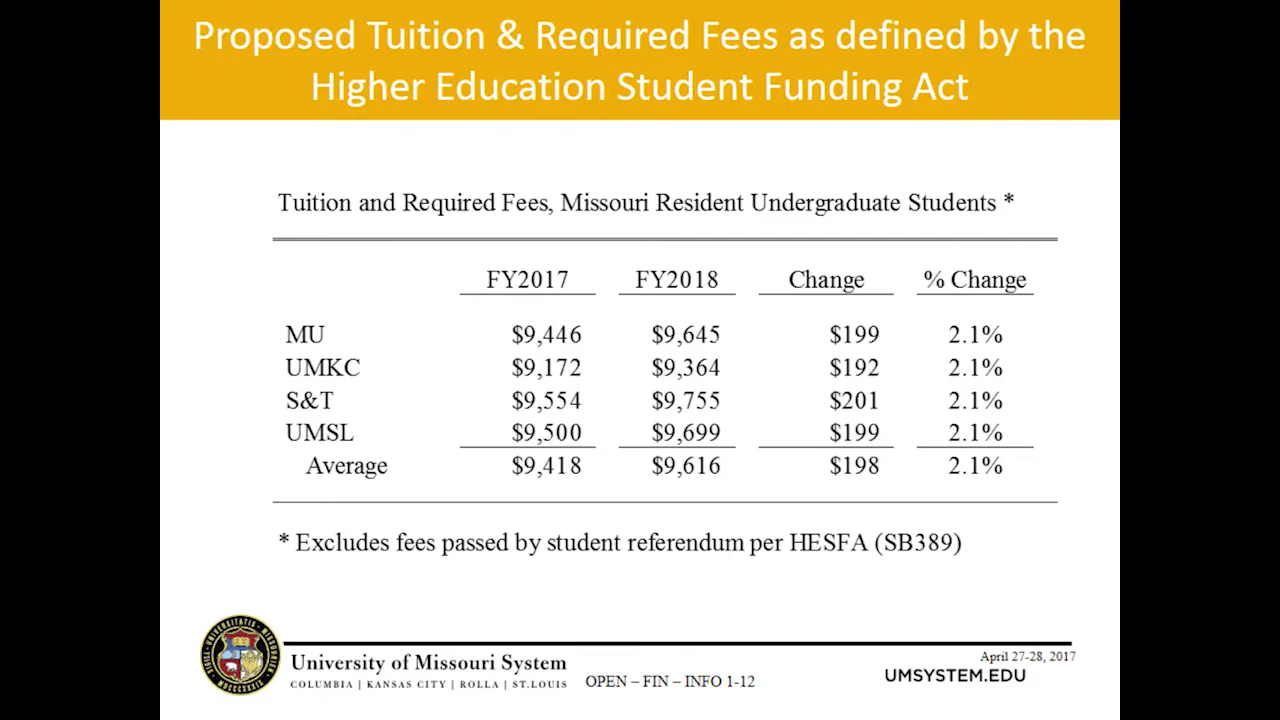 Proposed Tuition & Required Fees as defined by the
Higher Education Student Funding Act
Tuition and Required Fees, Missouri Resident Undergraduate Students *
FY2017 FY2018 Change % Change
MU $9,446 $9,645 $199 2.1%
UMKC $9,172 $9,364 $192 2.1%
S&T $9,554 $9,755 $201 2.1%
UMSL $9,500 $9,699 $199 2.1%
Average $9,418 $9,616 $198 2.1%
* Excludes fees passed by student referendum per HESFA (SB389)
University of Missouri System
COLUMBIA | KANSAS CITY | ROLLA | ST.LOUIS
OPEN – FIN – INFO 1-12
April 27-28, 2017
UMSYSTEM.EDU